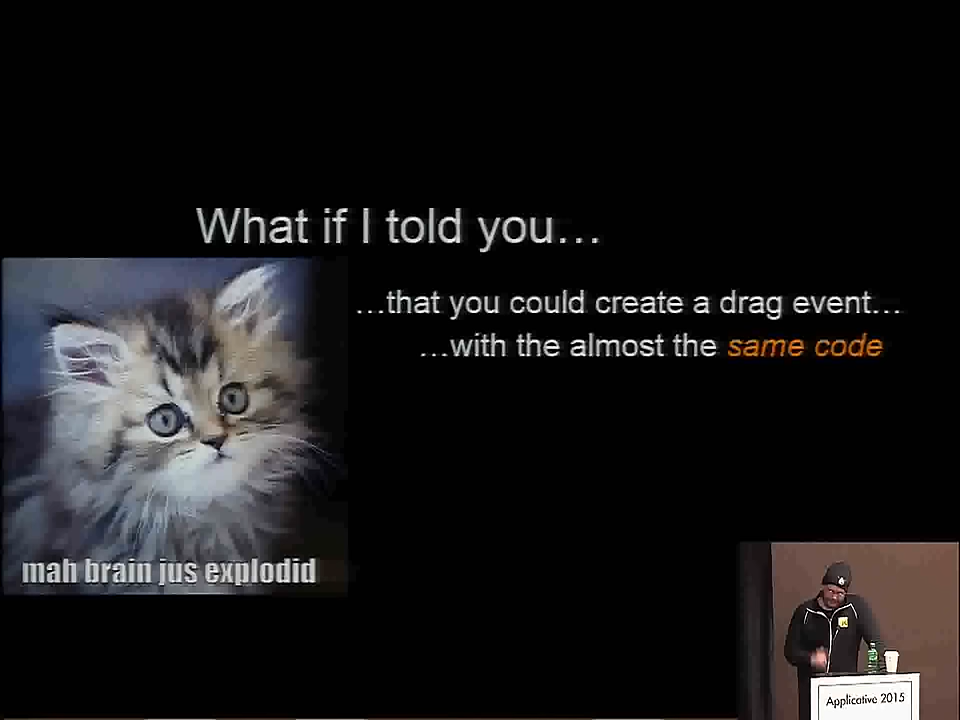 What if I told you…
…that you could create a drag event…
…with the almost the same code
mah brain jus explodid
Applicative 2015